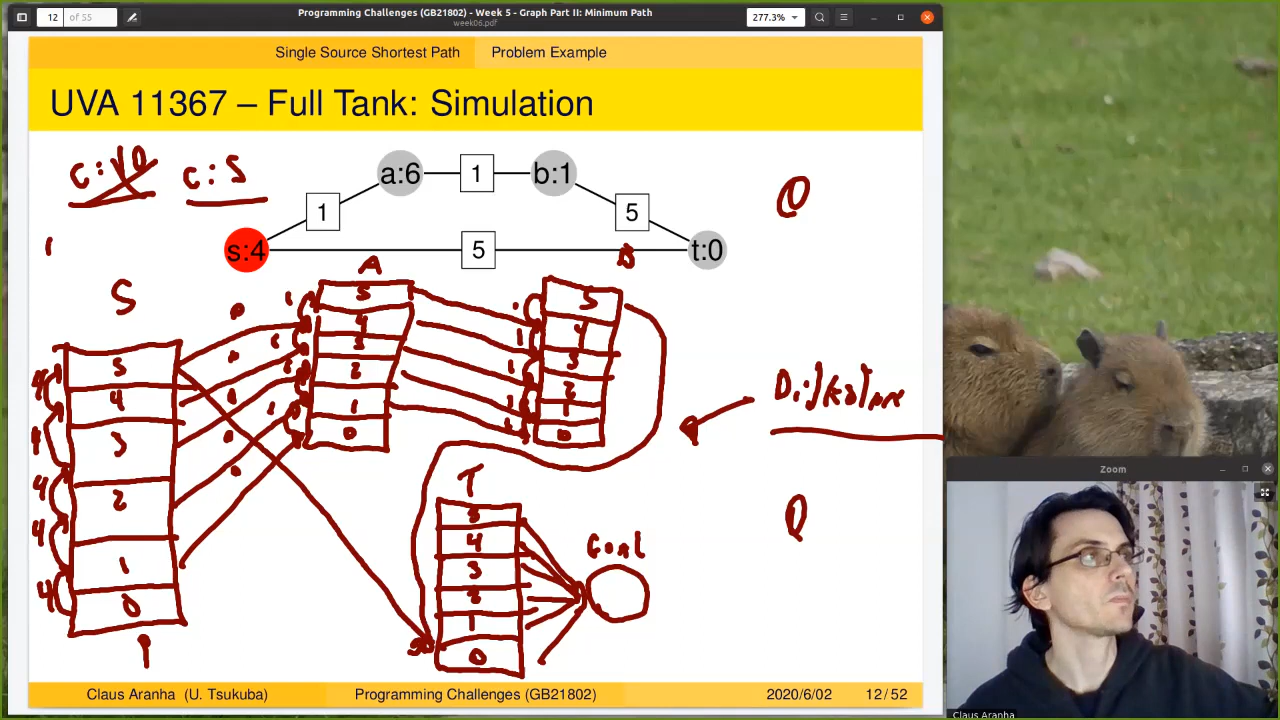 12 of 55
Programming Challenges (GB21802) - Week 5 - Graph Part II: Minimum Path
week06.pdf
277.3%
Single Source Shortest Path
Problem Example
UVA 11367 – Full Tank: Simulation
C:10 C:5
a:6 1 b:1
1 5
s:4 5 t:0
S
A
B
5
4
3
2
1
0
5
4
3
2
1
0
5
4
3
2
1
0
T
5
4
3
2
1
0
Goal
Claus Aranha (U. Tsukuba)
Programming Challenges (GB21802)
2020/6/02
12 / 52
Zoom
Claus Aranha